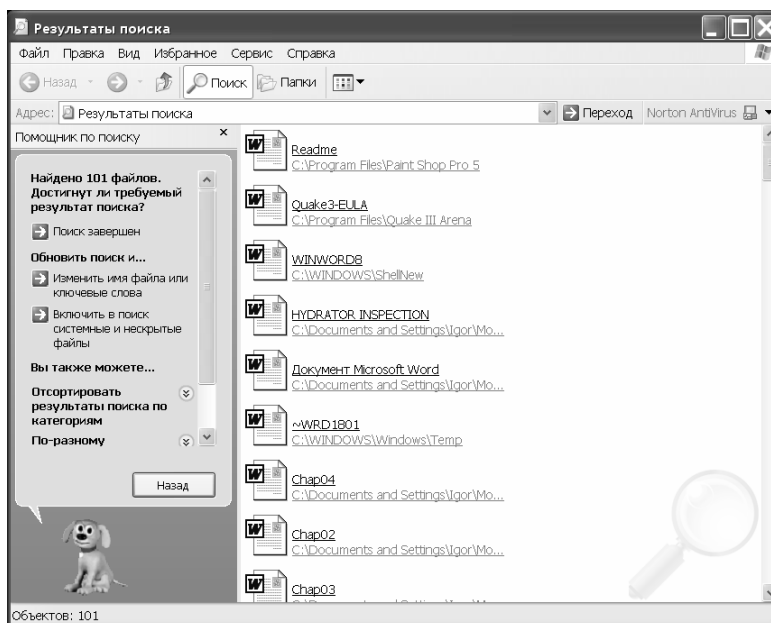 Результаты поиска
Файл Правка Вид Избранное Сервис Справка
Назад Поиск Папки
Адрес: Результаты поиска Переход Norton AntiVirus
Помощник по поиску
Найдено 101 файлов.
Достигнут ли требуемый
результат поиска?
Поиск завершен
Обновить поиск и...
Изменить имя файла или
ключевые слова
Включить в поиск
системные и нескрытые
файлы
Вы также можете...
Отсортировать
результаты поиска по
категориям
По-разному
Назад
Readme
C:\Program Files\Paint Shop Pro 5
Quake3-EULA
C:\Program Files\Quake III Arena
WINWORD8
C:\WINDOWS\ShellNew
HYDRATOR INSPECTION
C:\Documents and Settings\Igor\Mo...
Документ Microsoft Word
C:\Documents and Settings\Igor\Mo...
~WRD1801
C:\WINDOWS\Windows\Temp
Chap04
C:\Documents and Settings\Igor\Mo...
Chap02
C:\Documents and Settings\Igor\Mo...
Chap03
Объектов: 101